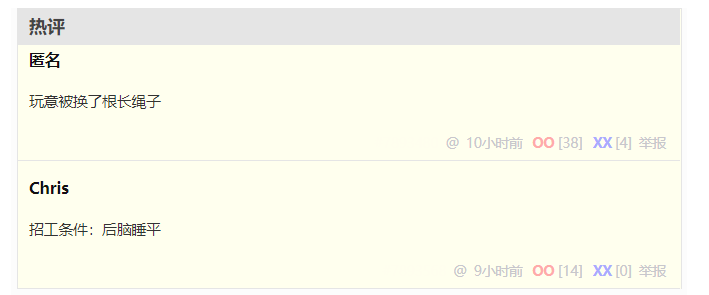 热评
匿名
玩意被换了根长绳子
@ 10小时前 OO [38] XX [4] 举报
Chris
招工条件：后脑睡平
@ 9小时前 OO [14] XX [0] 举报